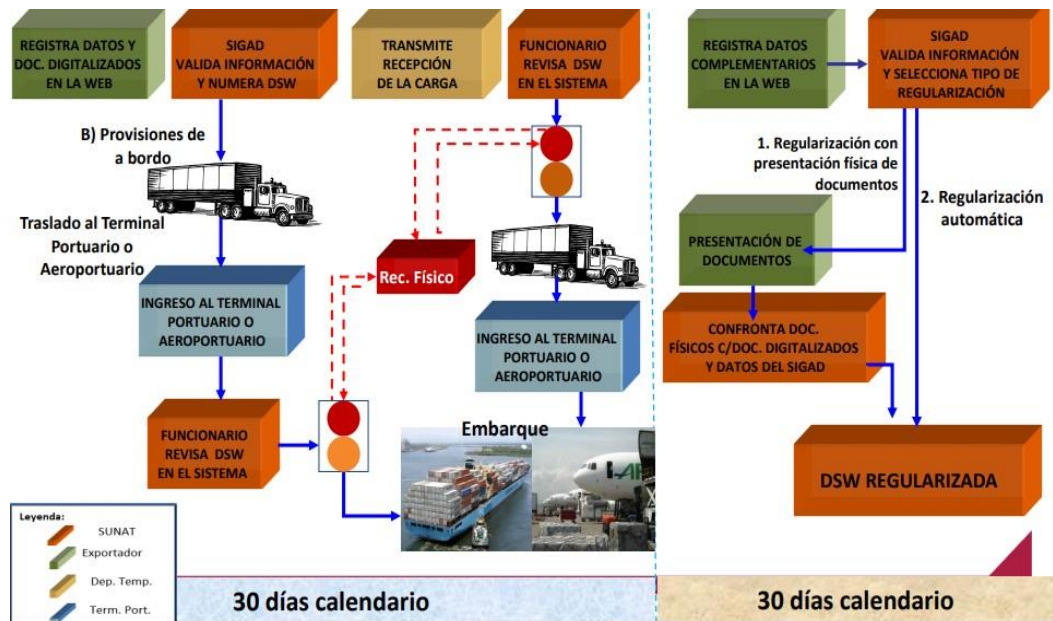 REGISTRA DATOS Y
DOC. DIGITALIZADOS
EN LA WEB
SIGAD
VALIDA INFORMACIÓN
Y NUMERA DSW
TRANSMITE
RECEPCIÓN
DE LA CARGA
FUNCIONARIO
REVISA DSW
EN EL SISTEMA
B) Provisiones de
a bordo
Traslado al Terminal
Portuario o
Aeroportuario
Rec. Físico
INGRESO AL TERMINAL
PORTUARIO O
AEROPORTUARIO
INGRESO AL TERMINAL
PORTUARIO O
AEROPORTUARIO
FUNCIONARIO
REVISA DSW
EN EL SISTEMA
Embarque
Leyenda:
SUNAT
Exportador
Dep. Temp.
Term. Port.
30 días calendario
REGISTRA DATOS
COMPLEMENTARIOS
EN LA WEB
SIGAD
VALIDA INFORMACIÓN
Y SELECCIONA TIPO DE
REGULARIZACIÓN
1. Regularización con
presentación física de
documentos
2. Regularización
automática
PRESENTACIÓN DE
DOCUMENTOS
CONFRONTA DOC.
FÍSICOS C/DOC. DIGITALIZADOS
Y DATOS DEL SIGAD
DSW REGULARIZADA
30 días calendario